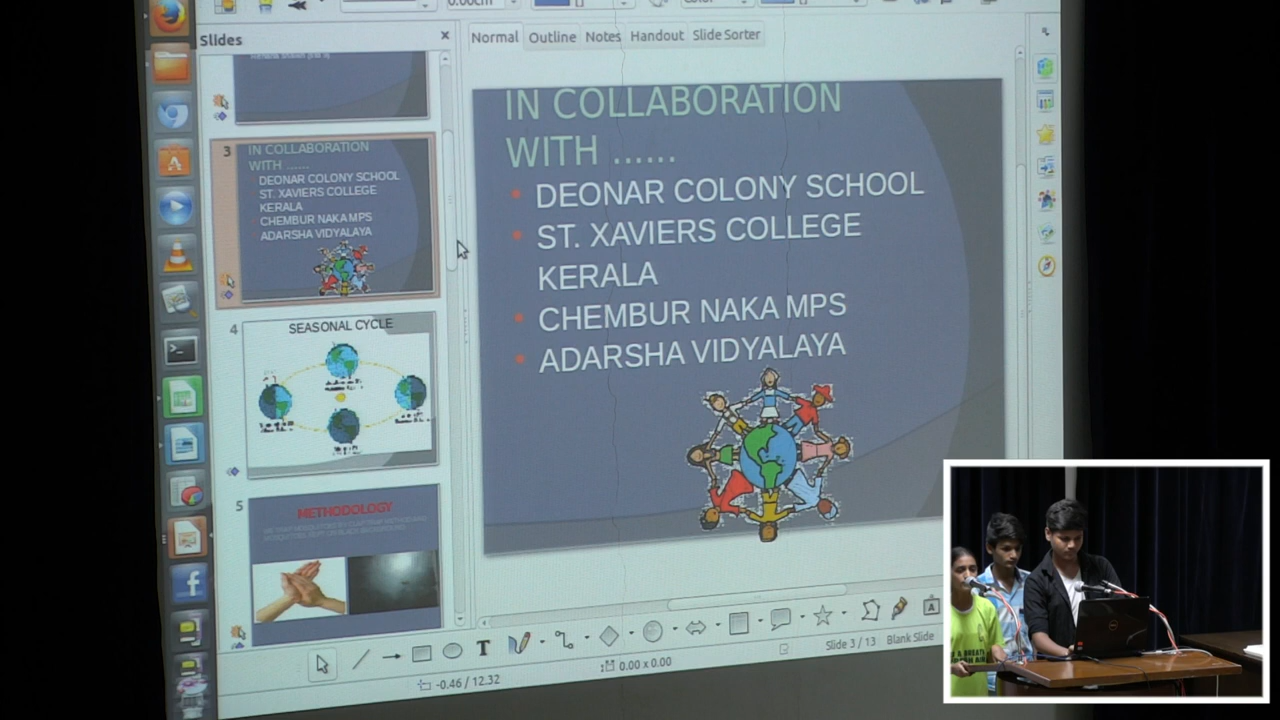 Slides
Normal Outline Notes Handout Slide Sorter
3
IN COLLABORATION
WITH ......
DEONAR COLONY SCHOOL
ST. XAVIERS COLLEGE
KERALA
CHEMBUR NAKA MPS
ADARSHA VIDYALAYA
4
SEASONAL CYCLE
5
METHODOLOGY
IN COLLABORATION
WITH ......
• DEONAR COLONY SCHOOL
• ST. XAVIERS COLLEGE
KERALA
• CHEMBUR NAKA MPS
• ADARSHA VIDYALAYA
-0.46 / 12.32
0.00 x 0.00
Slide 3 / 13
Blank Slide